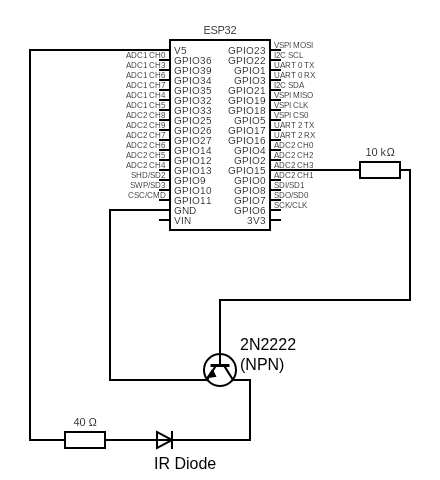 ESP32
V5 GPIO23 VSPI MOSI
ADC1 CH0 GPIO36 GPIO22 I2C SCL
ADC1 CH3 GPIO39 GPIO1 UART 0 TX
ADC1 CH6 GPIO34 GPIO3 UART 0 RX
ADC1 CH7 GPIO35 GPIO21 I2C SDA
ADC1 CH4 GPIO32 GPIO19 VSPI MISO
ADC1 CH5 GPIO33 GPIO18 VSPI CLK
ADC2 CH8 GPIO25 GPIO5 VSPI CS0
ADC2 CH9 GPIO26 GPIO17 UART 2 TX
ADC2 CH7 GPIO27 GPIO16 UART 2 RX
ADC2 CH6 GPIO14 GPIO4 ADC2 CH0
ADC2 CH5 GPIO12 GPIO2 ADC2 CH2
ADC2 CH4 GPIO13 GPIO15 ADC2 CH3
SHD/SD2 GPIO9 GPIO0 ADC2 CH1
SWP/SD3 GPIO10 GPIO8 SDI/SD1
CSC/CMD GPIO11 GPIO7 SDO/SD0
GND GPIO6 SCK/CLK
VIN 3V3
10 kΩ
2N2222
(NPN)
40 Ω
IR Diode